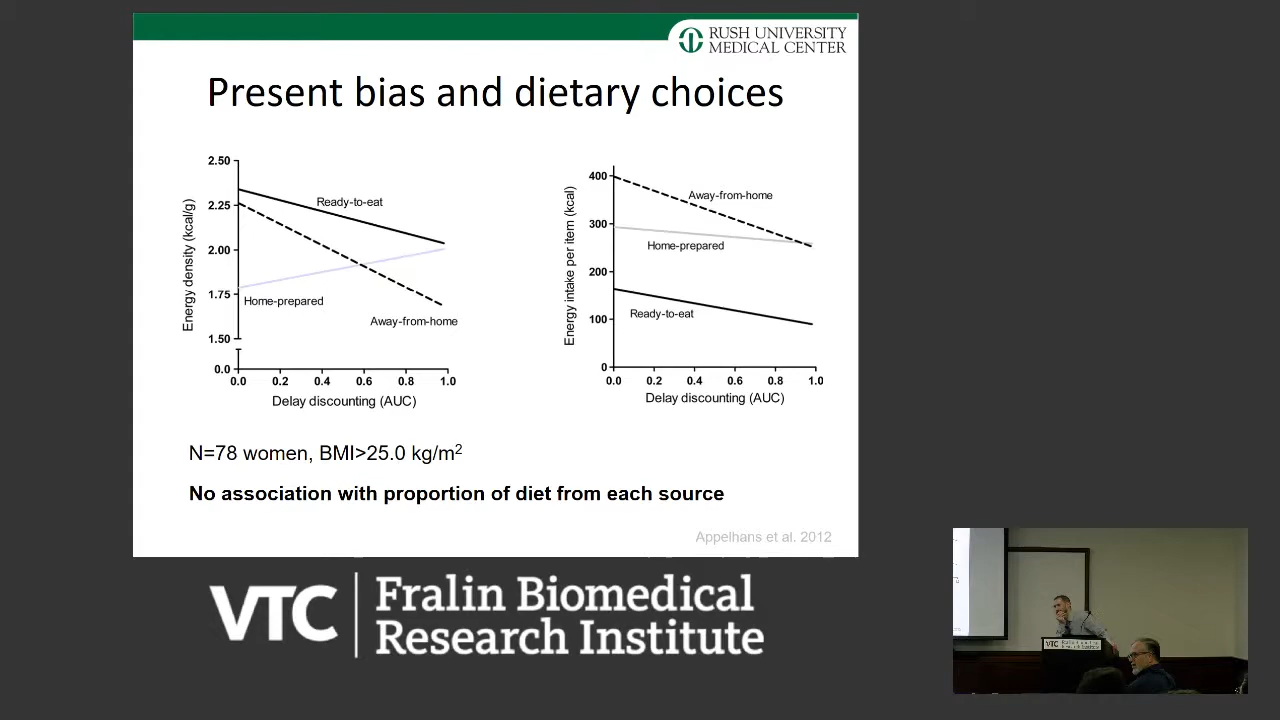 RUSH UNIVERSITY
MEDICAL CENTER
Present bias and dietary choices
2.50
2.25
2.00
1.75
1.50
0.0
Energy density (kcal/g)
Ready-to-eat
Home-prepared
Away-from-home
0.0 0.2 0.4 0.6 0.8 1.0
Delay discounting (AUC)
400
300
200
100
0
Energy intake per item (kcal)
Away-from-home
Home-prepared
Ready-to-eat
0.0 0.2 0.4 0.6 0.8 1.0
Delay discounting (AUC)
N=78 women, BMI>25.0 kg/m²
No association with proportion of diet from each source
Appelhans et al. 2012
VTC
Fralin Biomedical
Research Institute
VTC
Research Institute